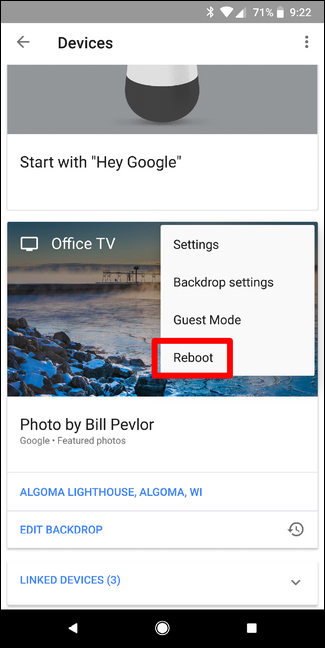 71% 9:22
Devices
Start with "Hey Google"
Office TV
Settings
Backdrop settings
Guest Mode
Reboot
Photo by Bill Pevlor
Google • Featured photos
ALGOMA LIGHTHOUSE, ALGOMA, WI
EDIT BACKDROP
LINKED DEVICES (3)